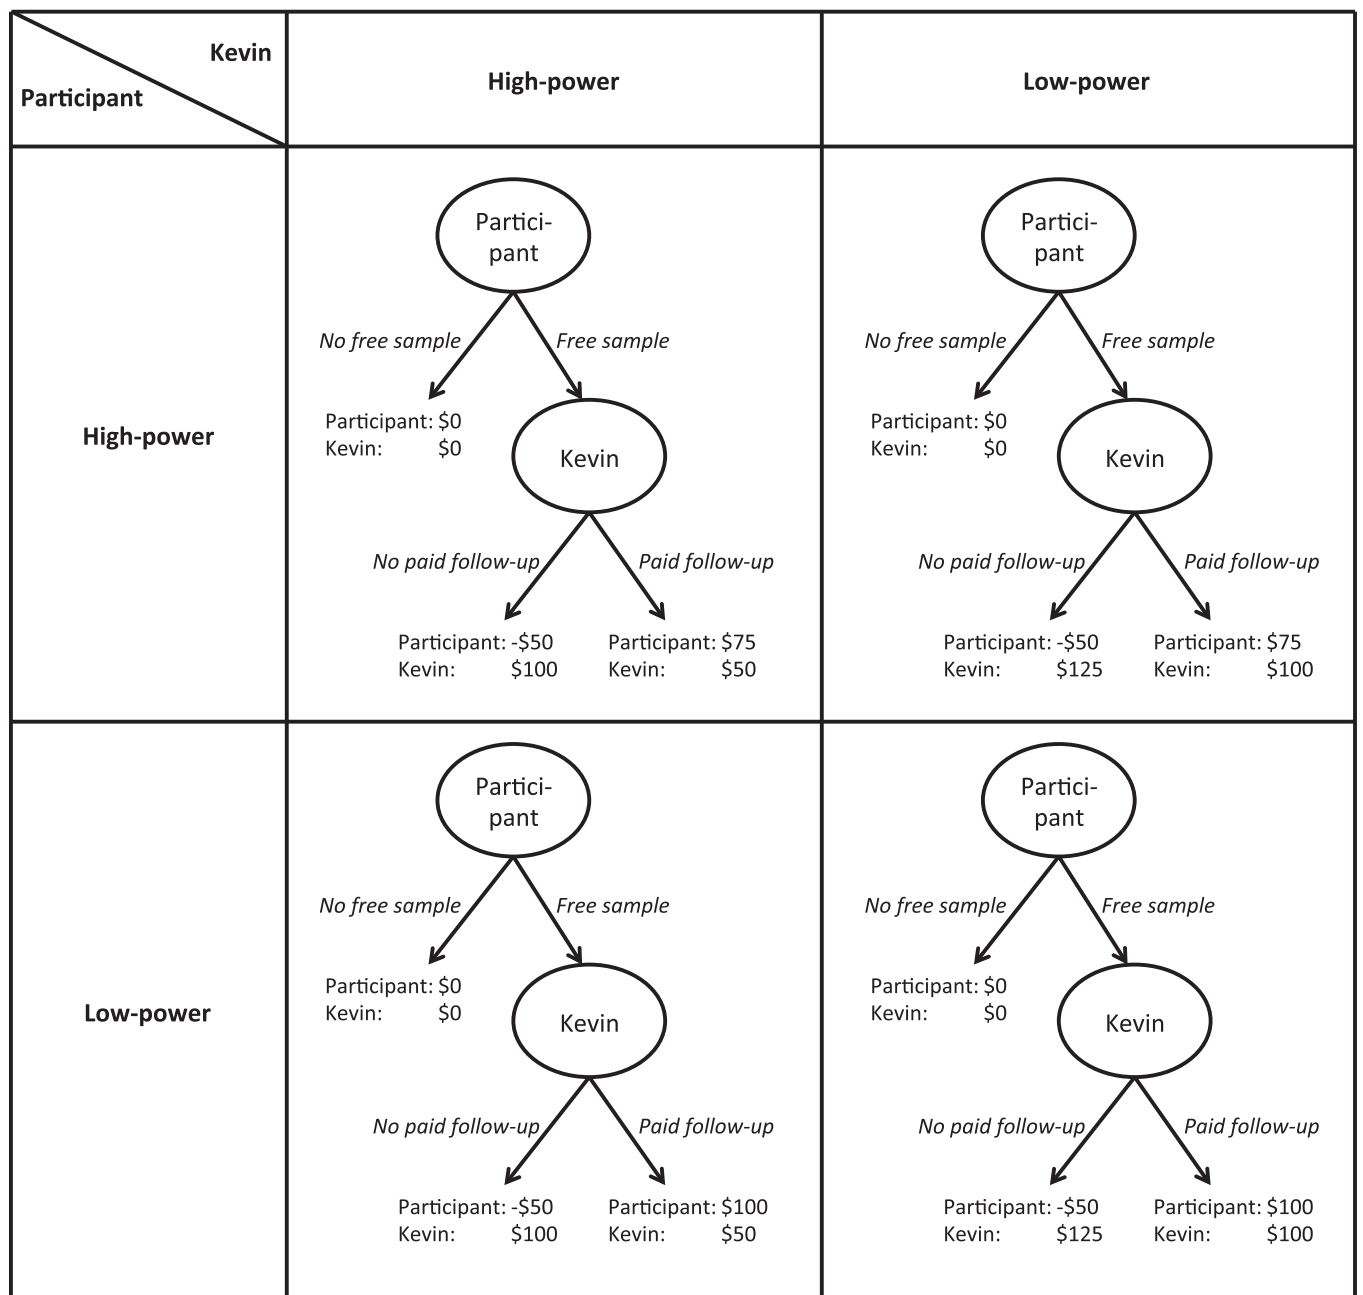 Kevin
Participant
High-power
Low-power
High-power
Partici-
pant
No free sample
Free sample
Participant: $0
Kevin: $0
Kevin
No paid follow-up
Paid follow-up
Participant: -$50
Kevin: $100
Participant: $75
Kevin: $50
Partici-
pant
No free sample
Free sample
Participant: $0
Kevin: $0
Kevin
No paid follow-up
Paid follow-up
Participant: -$50
Kevin: $125
Participant: $75
Kevin: $100
Low-power
Partici-
pant
No free sample
Free sample
Participant: $0
Kevin: $0
Kevin
No paid follow-up
Paid follow-up
Participant: -$50
Kevin: $100
Participant: $100
Kevin: $50
Partici-
pant
No free sample
Free sample
Participant: $0
Kevin: $0
Kevin
No paid follow-up
Paid follow-up
Participant: -$50
Kevin: $125
Participant: $100
Kevin: $100